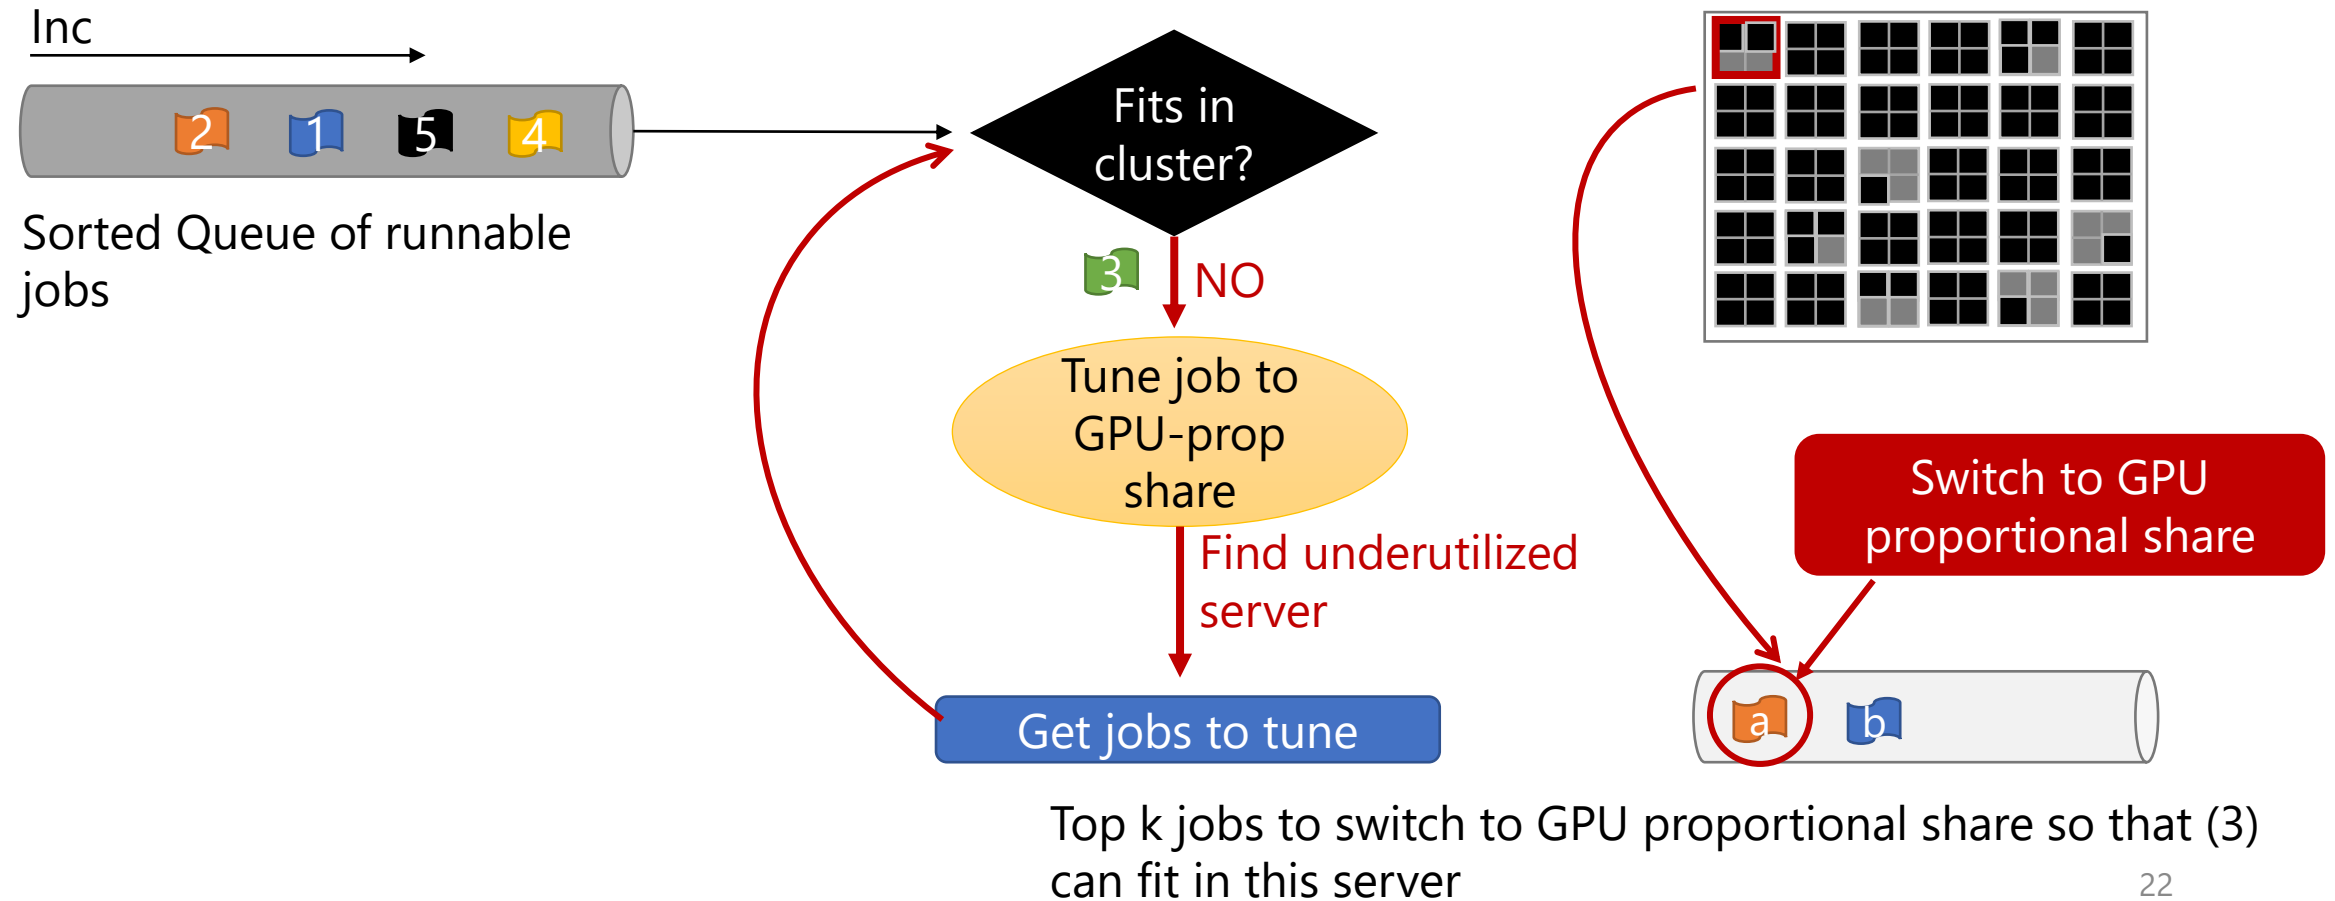 Inc
2 1 5 4
Sorted Queue of runnable
jobs
Fits in
cluster?
3
NO
Tune job to
GPU-prop
share
Find underutilized
server
Get jobs to tune
Switch to GPU
proportional share
a b
Top k jobs to switch to GPU proportional share so that (3)
can fit in this server
22